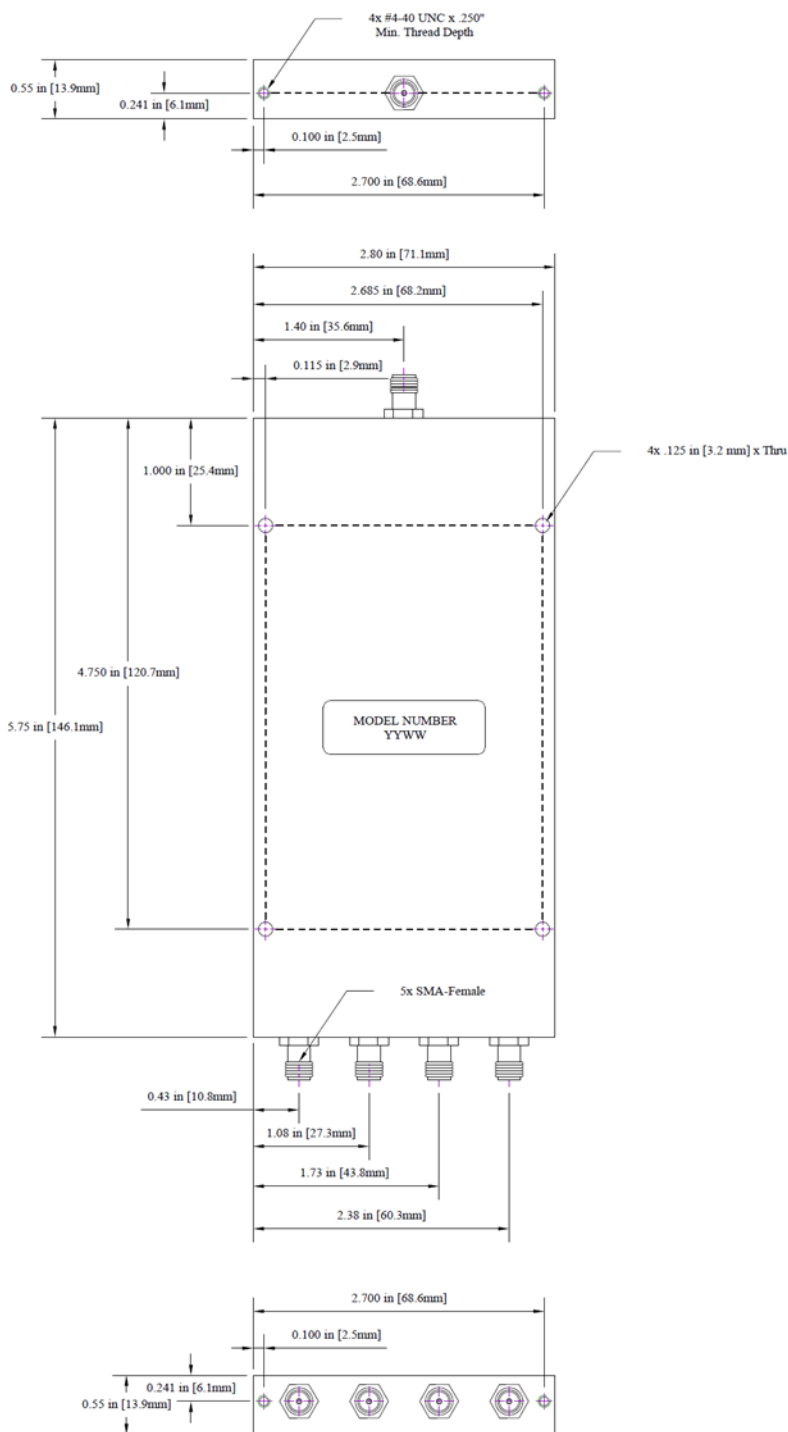 4x #4-40 UNC x .250"
Min. Thread Depth
0.55 in [13.9mm]
0.241 in [6.1mm]
0.100 in [2.5mm]
2.700 in [68.6mm]
2.80 in [71.1mm]
2.685 in [68.2mm]
1.40 in [35.6mm]
0.115 in [2.9mm]
1.000 in [25.4mm]
4x .125 in [3.2 mm] x Thru
4.750 in [120.7mm]
5.75 in [146.1mm]
MODEL NUMBER
YYWW
5x SMA-Female
0.43 in [10.8mm]
1.08 in [27.3mm]
1.73 in [43.8mm]
2.38 in [60.3mm]
2.700 in [68.6mm]
0.100 in [2.5mm]
0.241 in [6.1mm]
0.55 in [13.9mm]